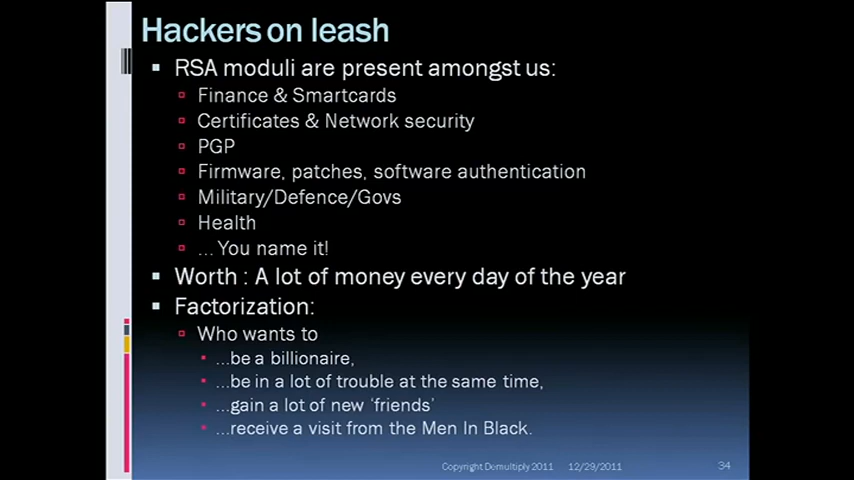 Hackers on leash
RSA moduli are present amongst us:
Finance & Smartcards
Certificates & Network security
PGP
Firmware, patches, software authentication
Military/Defence/Govs
Health
... You name it!
Worth : A lot of money every day of the year
Factorization:
Who wants to
...be a billionaire,
...be in a lot of trouble at the same time,
...gain a lot of new 'friends'
...receive a visit from the Men In Black.
Copyright Demultiply 2011 12/29/2011 34